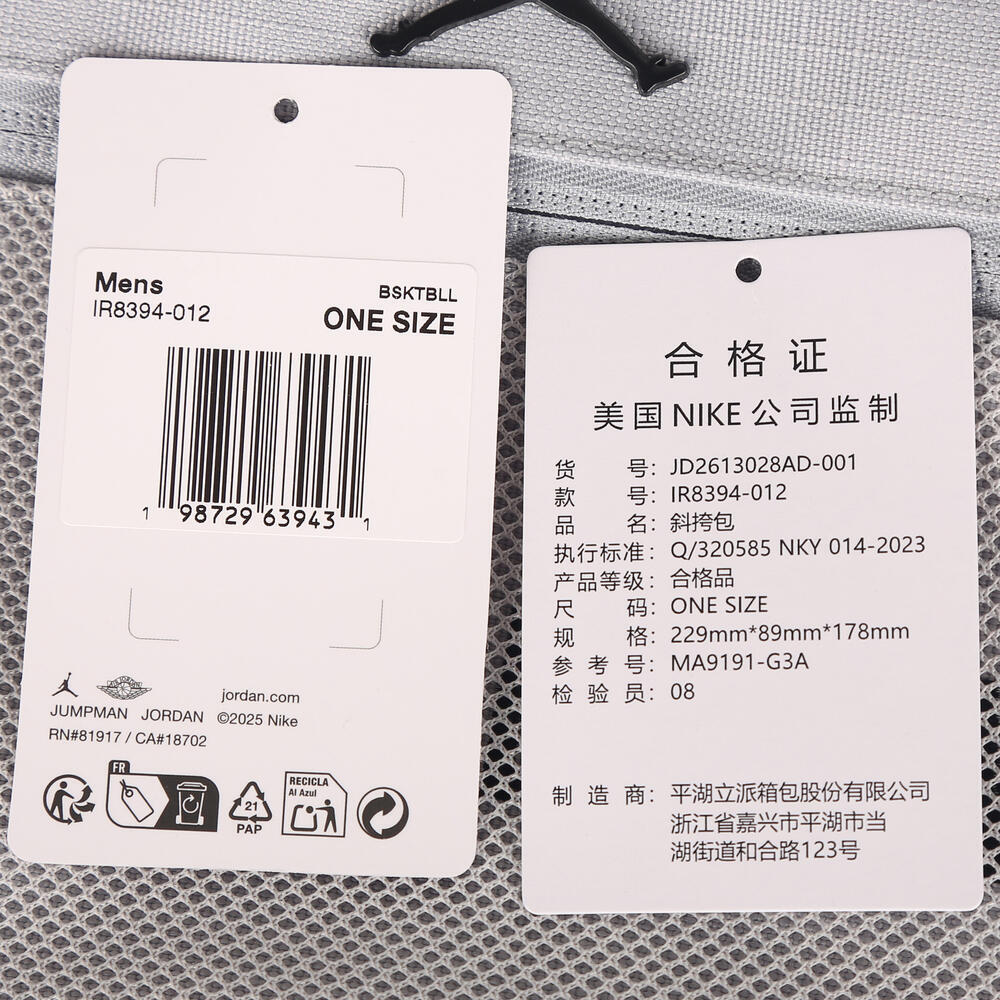 Mens
IR8394-012
BSKTBLL
ONE SIZE
1 98729 63943 1
jordan.com
JUMPMAN JORDAN ©2025 Nike
RN#81917 / CA#18702
FR
21
PAP
RECICLA
Al Azul
合格证
美国NIKE公司监制
货号：JD2613028AD-001
款号：IR8394-012
品名：斜挎包
执行标准：Q/320585 NKY 014-2023
产品等级：合格品
尺码：ONE SIZE
规格：229mm*89mm*178mm
参考号：MA9191-G3A
检验员：08
制造商：平湖立派箱包股份有限公司
浙江省嘉兴市平湖市当
湖街道和合路123号